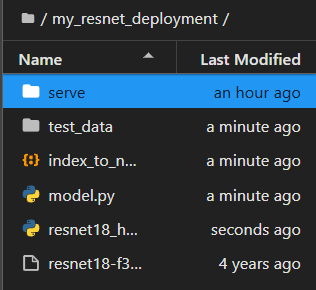 / my_resnet_deployment /
Name Last Modified
serve an hour ago
test_data a minute ago
index_to_n... a minute ago
model.py a minute ago
resnet18_h... seconds ago
resnet18-f3... 4 years ago